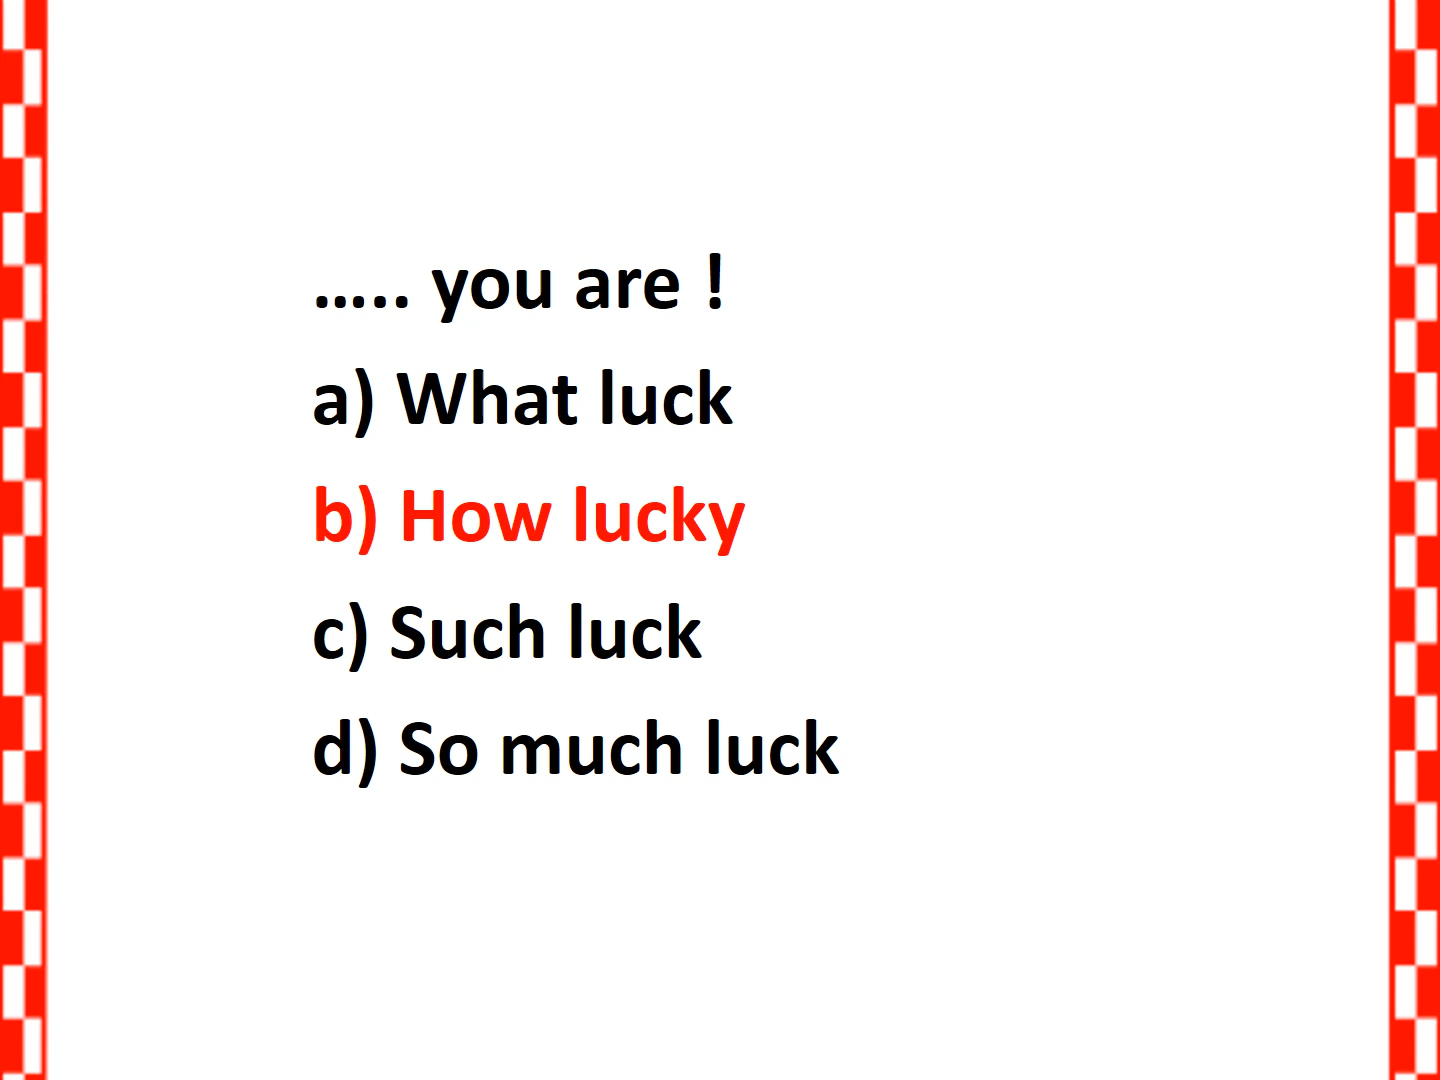 ….. you are !
a) What luck
b) How lucky
c) Such luck
d) So much luck